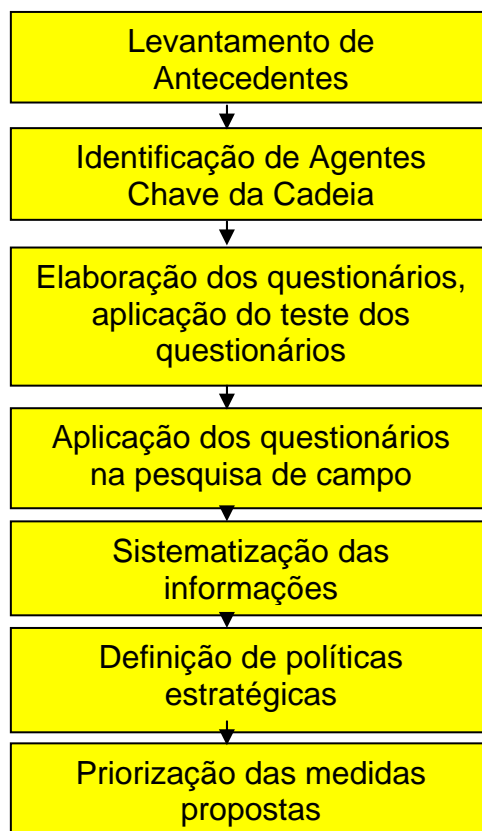 Levantamento de
Antecedentes
Identificação de Agentes
Chave da Cadeia
Elaboração dos questionários,
aplicação do teste dos
questionários
Aplicação dos questionários
na pesquisa de campo
Sistematização das
informações
Definição de políticas
estratégicas
Priorização das medidas
propostas